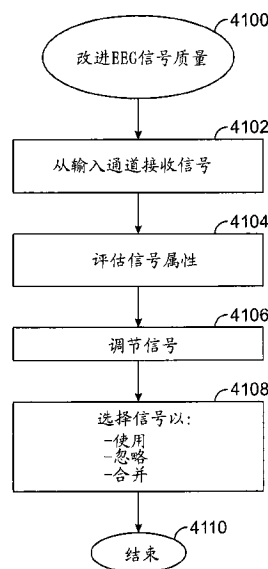 4100
改进EEG信号质量
4102
从输入通道接收信号
4104
评估信号属性
4106
调节信号
4108
选择信号以:
-使用
-忽略
-合并
4110
结束